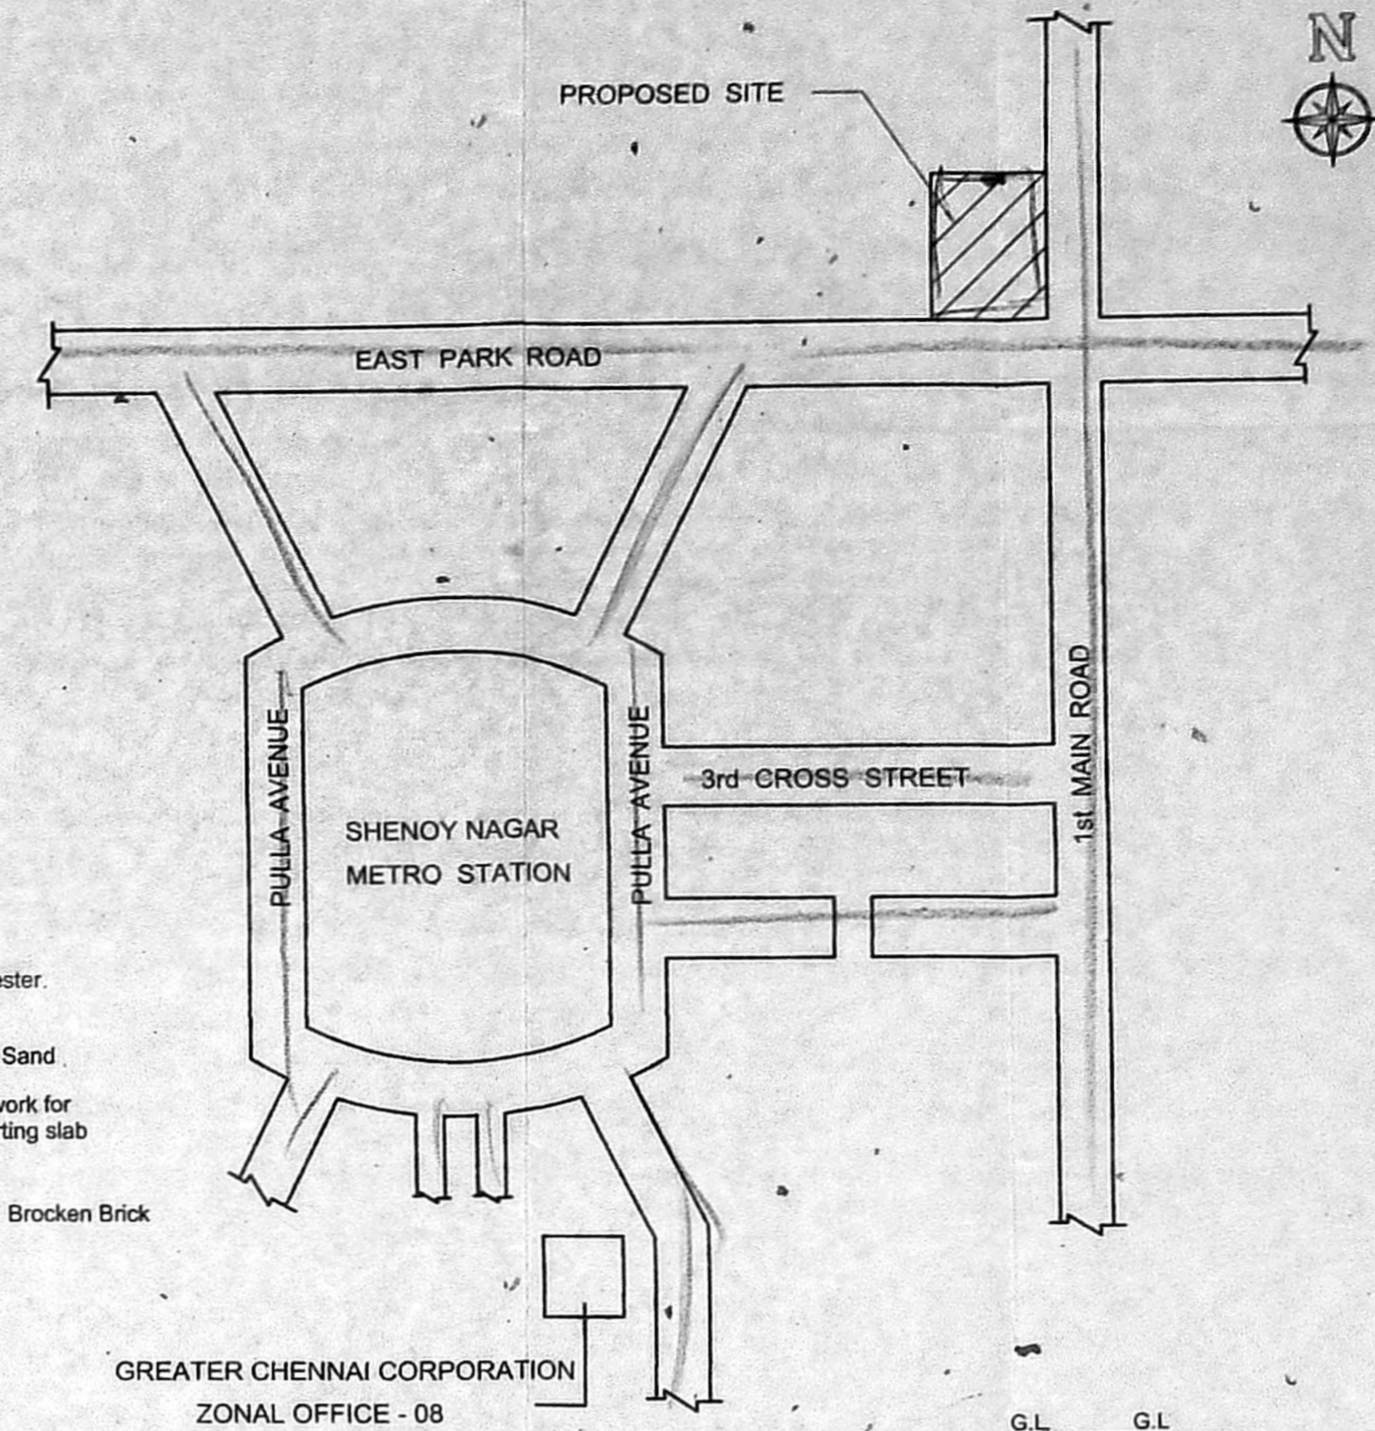 N
PROPOSED SITE
EAST PARK ROAD
PULLA AVENUE
PULLA AVENUE
3rd CROSS STREET
1st MAIN ROAD
SHENOY NAGAR
METRO STATION
ester.
Sand
work for
rting slab
Brocken Brick
GREATER CHENNAI CORPORATION
ZONAL OFFICE - 08
G.L
G.L